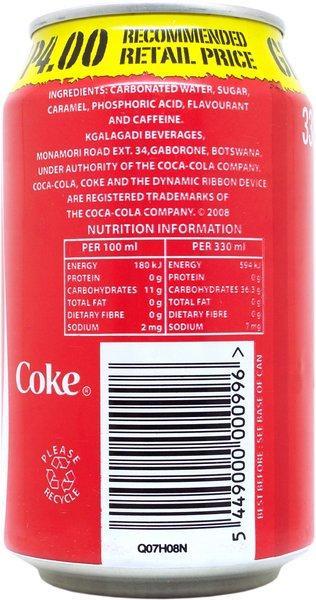 P4.00 RECOMMENDED
RETAIL PRICE
INGREDIENTS: CARBONATED WATER, SUGAR,
CARAMEL, PHOSPHORIC ACID, FLAVOURANT
AND CAFFEINE.
KGALAGADI BEVERAGES,
MONAMORI ROAD EXT. 34, GABORONE, BOTSWANA,
UNDER AUTHORITY OF THE COCA-COLA COMPANY.
COCA-COLA, COKE AND THE DYNAMIC RIBBON DEVICE
ARE REGISTERED TRADEMARKS OF
THE COCA-COLA COMPANY. © 2008
NUTRITION INFORMATION
PER 100 ml PER 330 ml
ENERGY 180 kJ ENERGY 594 kJ
PROTEIN 0 g PROTEIN 0 g
CARBOHYDRATES 11 g CARBOHYDRATES 36.3 g
TOTAL FAT 0 g TOTAL FAT 0 g
DIETARY FIBRE 0 g DIETARY FIBRE 0 g
SODIUM 2 mg SODIUM 7 mg
Coke ®
PLEASE
RECYCLE
5 449000 000996 >
BEST BEFORE : SEE BASE OF CAN
Q07H08N